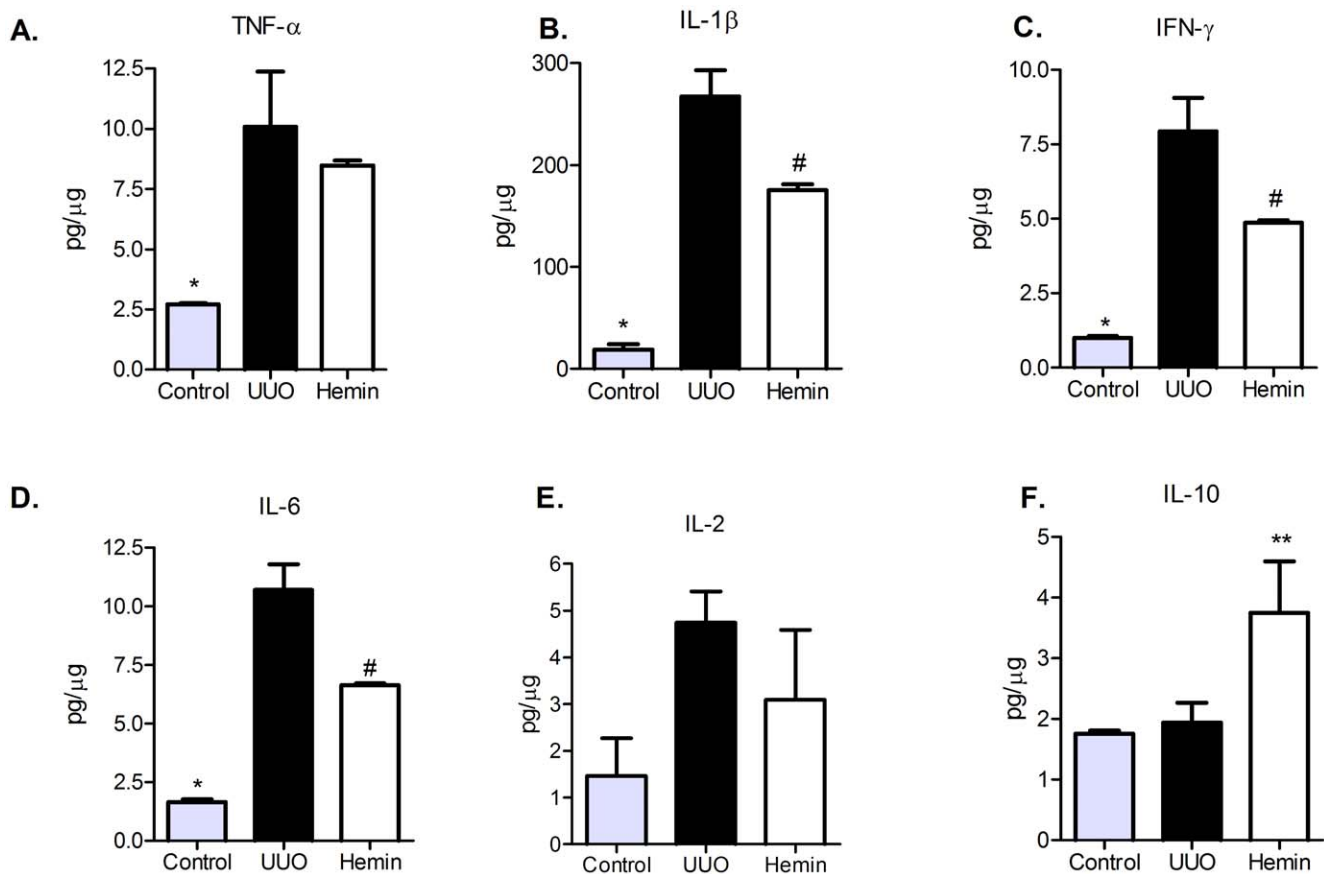 A.
TNF-α
pg/μg
12.5
10.0
7.5
5.0
2.5
0.0
*
Control UUO Hemin
B.
IL-1β
pg/μg
300
200
100
0
*
#
Control UUO Hemin
C.
IFN-γ
pg/μg
10.0
7.5
5.0
2.5
0.0
*
#
Control UUO Hemin
D.
IL-6
pg/μg
12.5
10.0
7.5
5.0
2.5
0.0
*
#
Control UUO Hemin
E.
IL-2
pg/μg
6
5
4
3
2
1
0
Control UUO Hemin
F.
IL-10
pg/μg
5
4
3
2
1
0
**
Control UUO Hemin